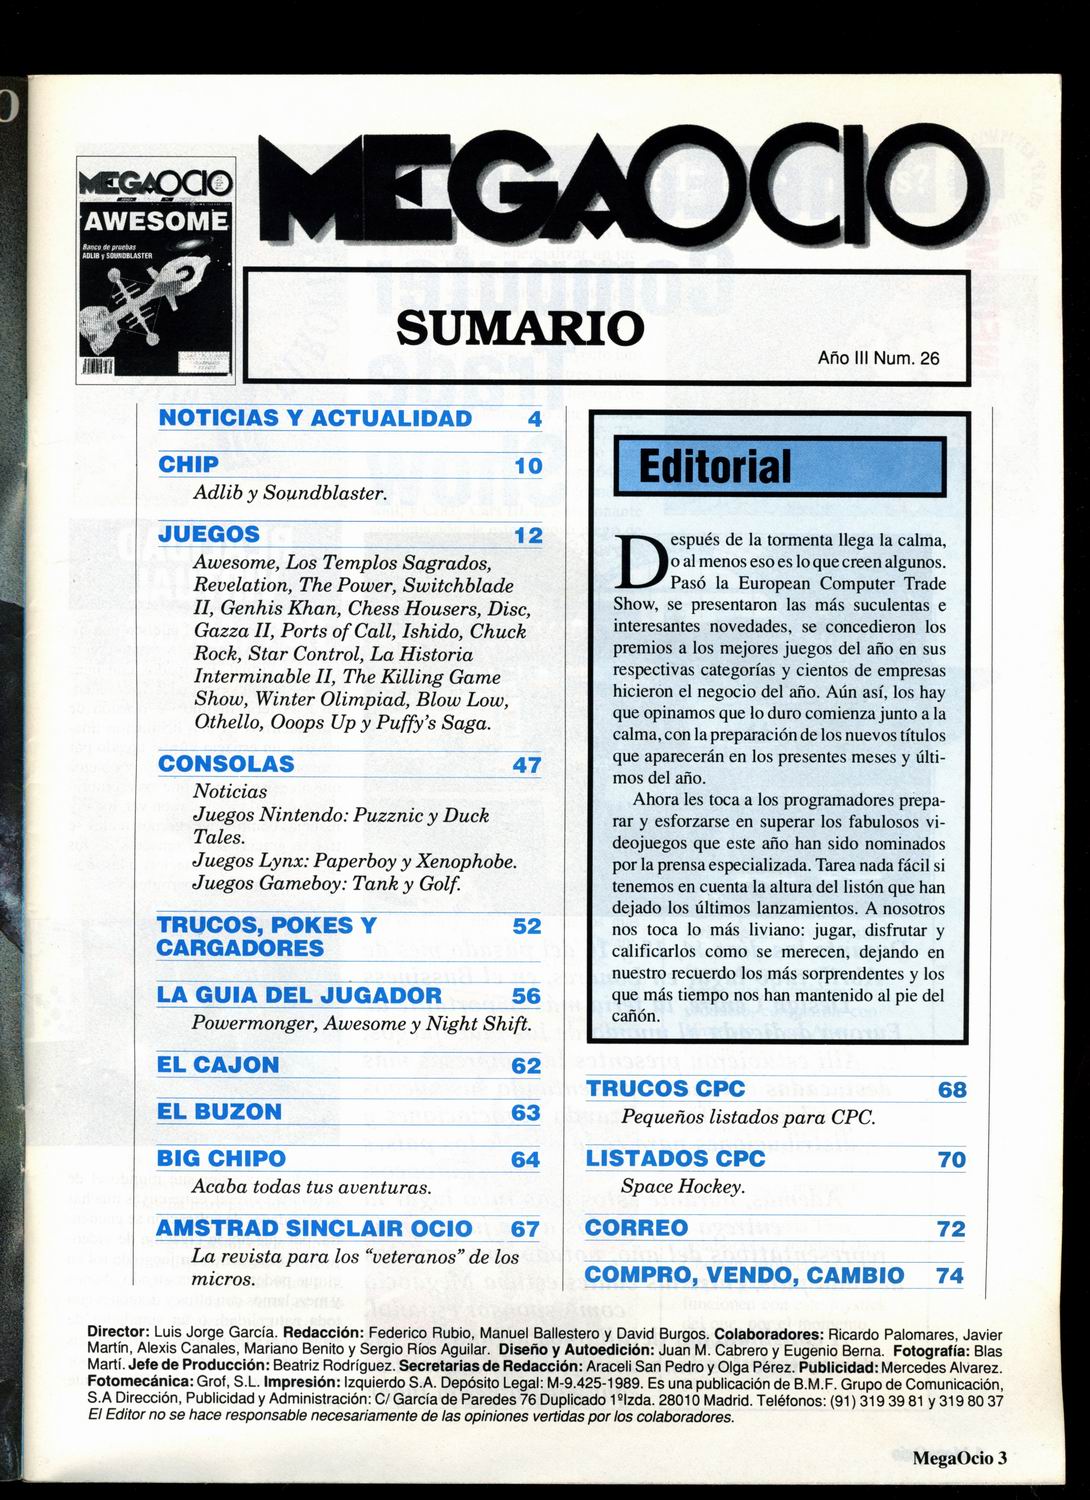 MEGAOCIO
MEGAOCIO
AWESOME
Banco de pruebas
ADLIB y SOUNDBLASTER
SUMARIO
Año III Num. 26
NOTICIAS Y ACTUALIDAD 4
CHIP 10
Adlib y Soundblaster.
JUEGOS 12
Awesome, Los Templos Sagrados,
Revelation, The Power, Switchblade
II, Genhis Khan, Chess Housers, Disc,
Gazza II, Ports of Call, Ishido, Chuck
Rock, Star Control, La Historia
Interminable II, The Killing Game
Show, Winter Olimpiad, Blow Low,
Othello, Ooops Up y Puffy's Saga.
CONSOLAS 47
Noticias
Juegos Nintendo: Puzznic y Duck
Tales.
Juegos Lynx: Paperboy y Xenophobe.
Juegos Gameboy: Tank y Golf.
TRUCOS, POKES Y 52
CARGADORES
LA GUIA DEL JUGADOR 56
Powermonger, Awesome y Night Shift.
EL CAJON 62
EL BUZON 63
BIG CHIPO 64
Acaba todas tus aventuras.
AMSTRAD SINCLAIR OCIO 67
La revista para los “veteranos” de los
micros.
Editorial
Después de la tormenta llega la calma,
o al menos eso es lo que creen algunos.
Pasó la European Computer Trade
Show, se presentaron las más suculentas e
interesantes novedades, se concedieron los
premios a los mejores juegos del año en sus
respectivas categorías y cientos de empresas
hicieron el negocio del año. Aún así, los hay
que opinamos que lo duro comienza junto a la
calma, con la preparación de los nuevos títulos
que aparecerán en los presentes meses y últi-
mos del año.
Ahora les toca a los programadores prepa-
rar y esforzarse en superar los fabulosos vi-
deojuegos que este año han sido nominados
por la prensa especializada. Tarea nada fácil si
tenemos en cuenta la altura del listón que han
dejado los últimos lanzamientos. A nosotros
nos toca lo más liviano: jugar, disfrutar y
calificarlos como se merecen, dejando en
nuestro recuerdo los más sorprendentes y los
que más tiempo nos han mantenido al pie del
cañón.
TRUCOS CPC 68
Pequeños listados para CPC.
LISTADOS CPC 70
Space Hockey.
CORREO 72
COMPRO, VENDO, CAMBIO 74
Director: Luis Jorge García. Redacción: Federico Rubio, Manuel Ballestero y David Burgos. Colaboradores: Ricardo Palomares, Javier
Martín, Alexis Canales, Mariano Benito y Sergio Ríos Aguilar. Diseño y Autoedición: Juan M. Cabrero y Eugenio Berna. Fotografía: Blas
Martí. Jefe de Producción: Beatriz Rodríguez. Secretarias de Redacción: Araceli San Pedro y Olga Pérez. Publicidad: Mercedes Alvarez.
Fotomecánica: Grof, S.L. Impresión: Izquierdo S.A. Depósito Legal: M-9.425-1989. Es una publicación de B.M.F. Grupo de Comunicación,
S.A Dirección, Publicidad y Administración: C/ García de Paredes 76 Duplicado 1ºIzda. 28010 Madrid. Teléfonos: (91) 319 39 81 y 319 80 37
El Editor no se hace responsable necesariamente de las opiniones vertidas por los colaboradores.
MegaOcio 3